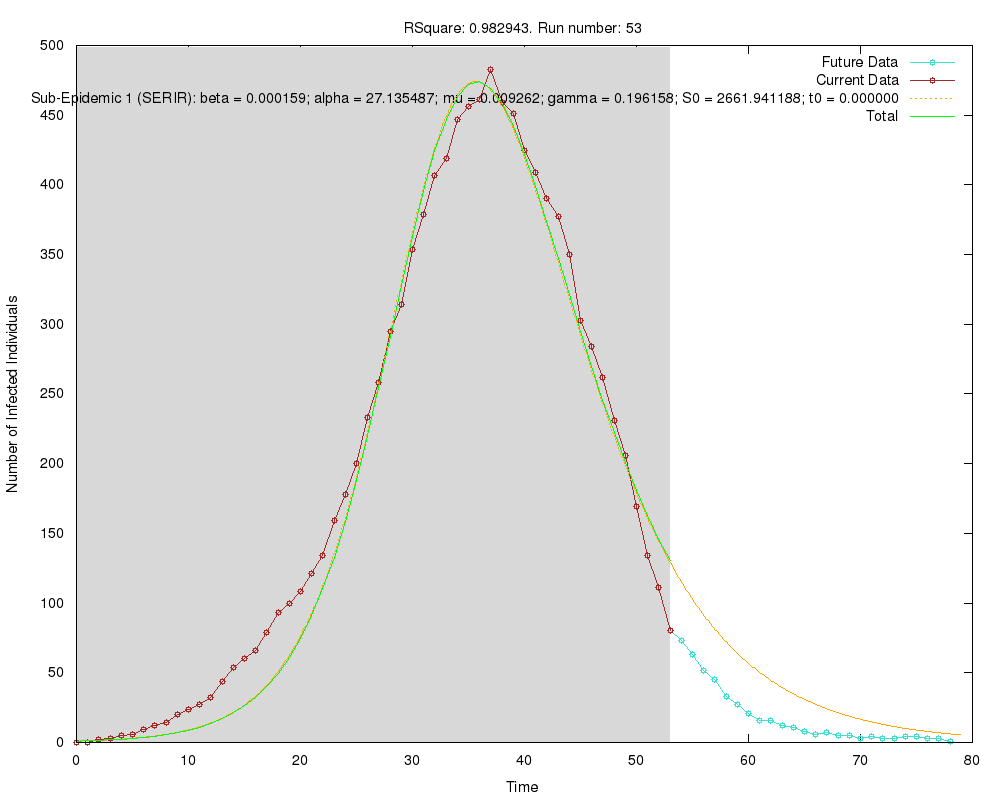 RSquare: 0.982943. Run number: 53
500
Future Data
Current Data
Sub-Epidemic 1 (SERIR): beta = 0.000159; alpha = 27.135487; mu = 0.009262; gamma = 0.196158; S0 = 2661.941188; t0 = 0.000000
450
Total
400
350
300
Number of Infected Individuals
250
200
150
100
50
0
0 10 20 30 40 50 60 70 80
Time